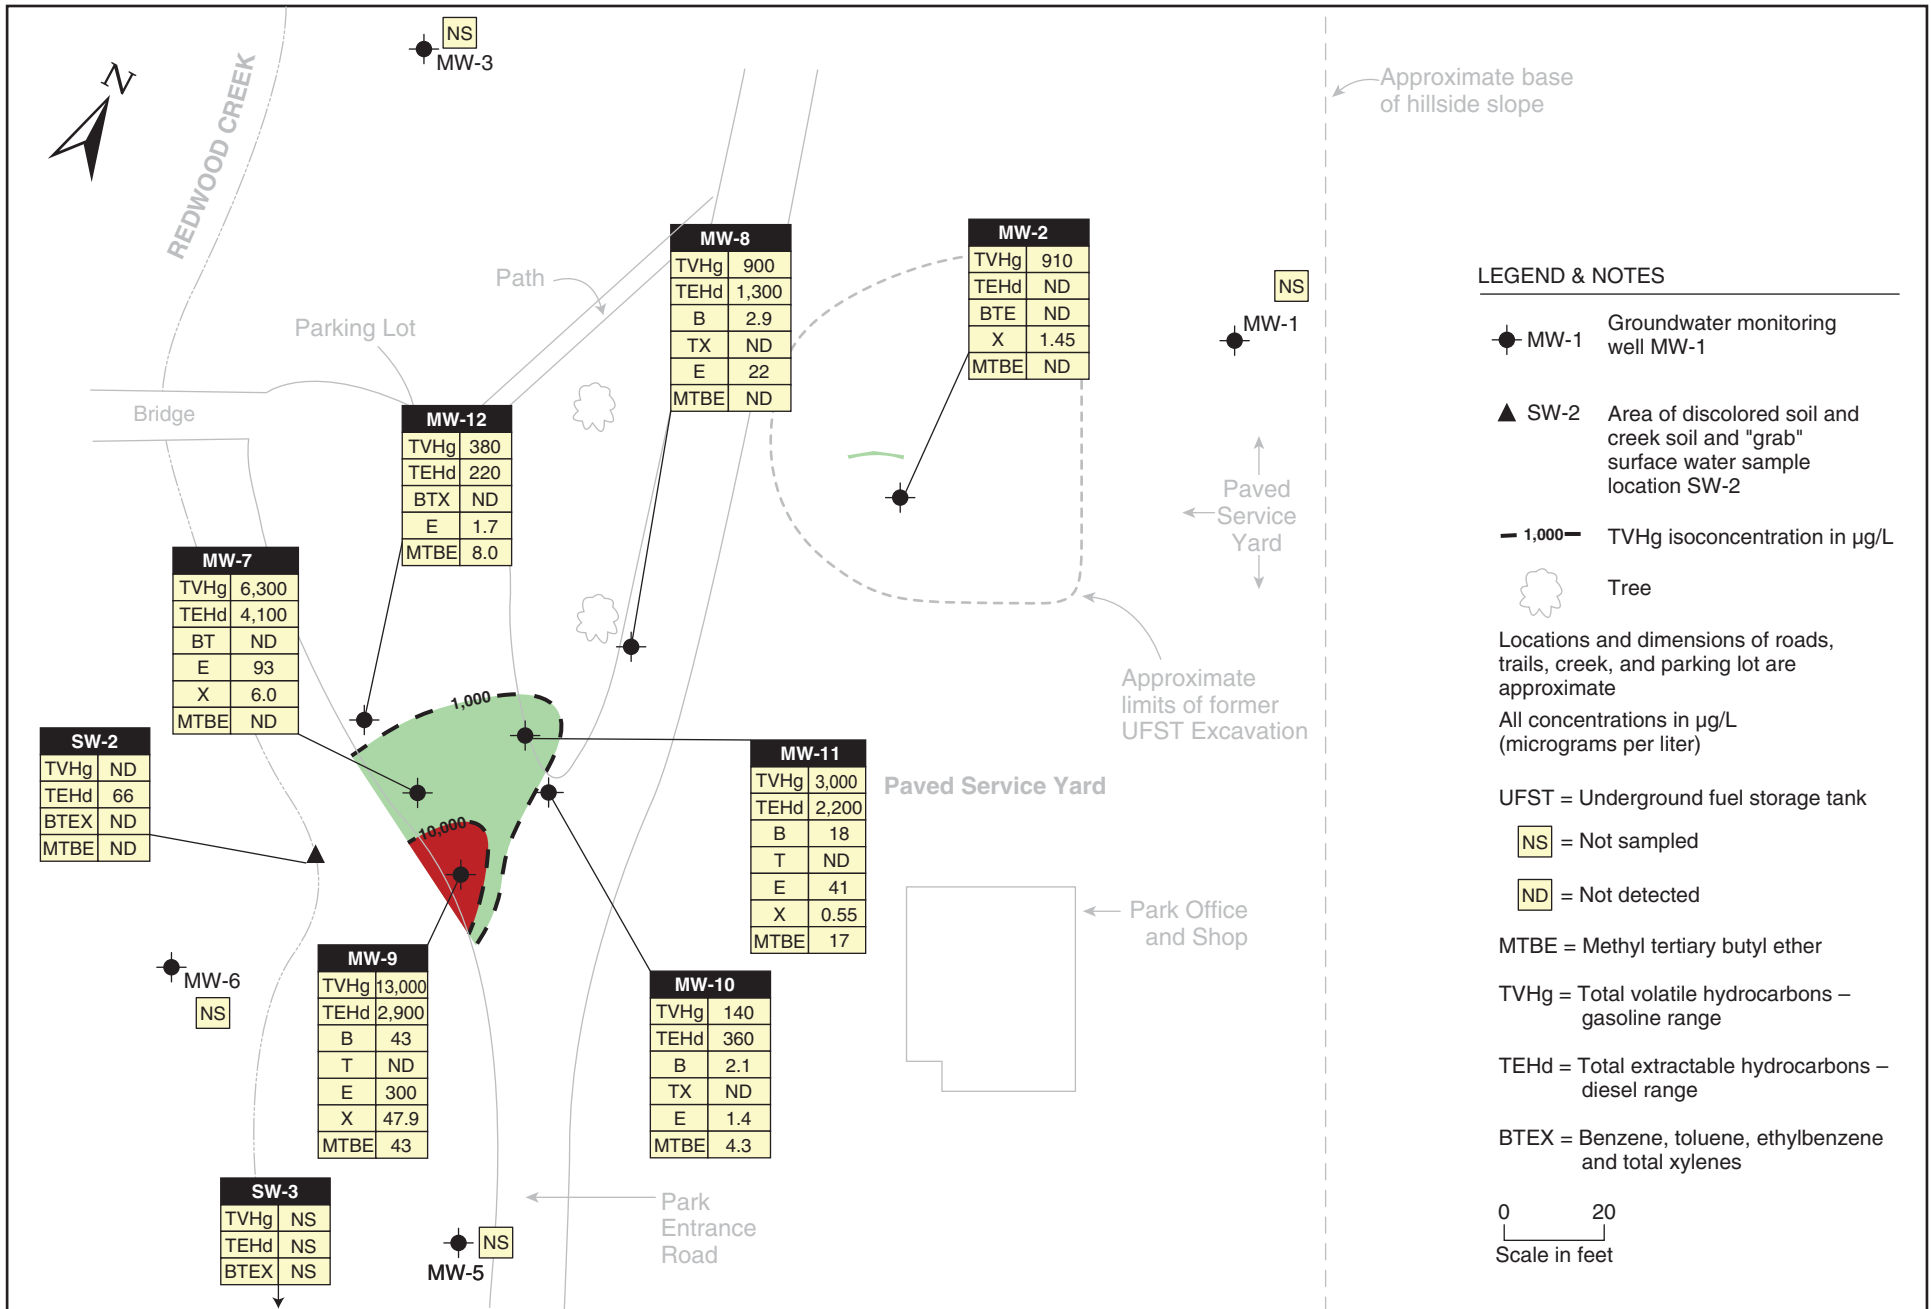 N
REDWOOD CREEK
NS
MW-3
Approximate base
of hillside slope
Path
Parking Lot
Bridge
MW-8
TVHg 900
TEHd 1,300
B 2.9
TX ND
E 22
MTBE ND
MW-2
TVHg 910
TEHd ND
BTE ND
X 1.45
MTBE ND
NS
MW-1
MW-12
TVHg 380
TEHd 220
BTX ND
E 1.7
MTBE 8.0
Paved
Service
Yard
MW-7
TVHg 6,300
TEHd 4,100
BT ND
E 93
X 6.0
MTBE ND
Approximate
limits of former
UFST Excavation
1,000
10,000
SW-2
TVHg ND
TEHd 66
BTEX ND
MTBE ND
MW-11
TVHg 3,000
TEHd 2,200
B 18
T ND
E 41
X 0.55
MTBE 17
Paved Service Yard
Park Office
and Shop
MW-6
NS
MW-9
TVHg 13,000
TEHd 2,900
B 43
T ND
E 300
X 47.9
MTBE 43
MW-10
TVHg 140
TEHd 360
B 2.1
TX ND
E 1.4
MTBE 4.3
SW-3
TVHg NS
TEHd NS
BTEX NS
Park
Entrance
Road
NS
MW-5
LEGEND & NOTES
MW-1 Groundwater monitoring
well MW-1
SW-2 Area of discolored soil and
creek soil and "grab"
surface water sample
location SW-2
1,000 TVHg isoconcentration in µg/L
Tree
Locations and dimensions of roads,
trails, creek, and parking lot are
approximate
All concentrations in µg/L
(micrograms per liter)
UFST = Underground fuel storage tank
NS = Not sampled
ND = Not detected
MTBE = Methyl tertiary butyl ether
TVHg = Total volatile hydrocarbons –
gasoline range
TEHd = Total extractable hydrocarbons –
diesel range
BTEX = Benzene, toluene, ethylbenzene
and total xylenes
0 20
Scale in feet